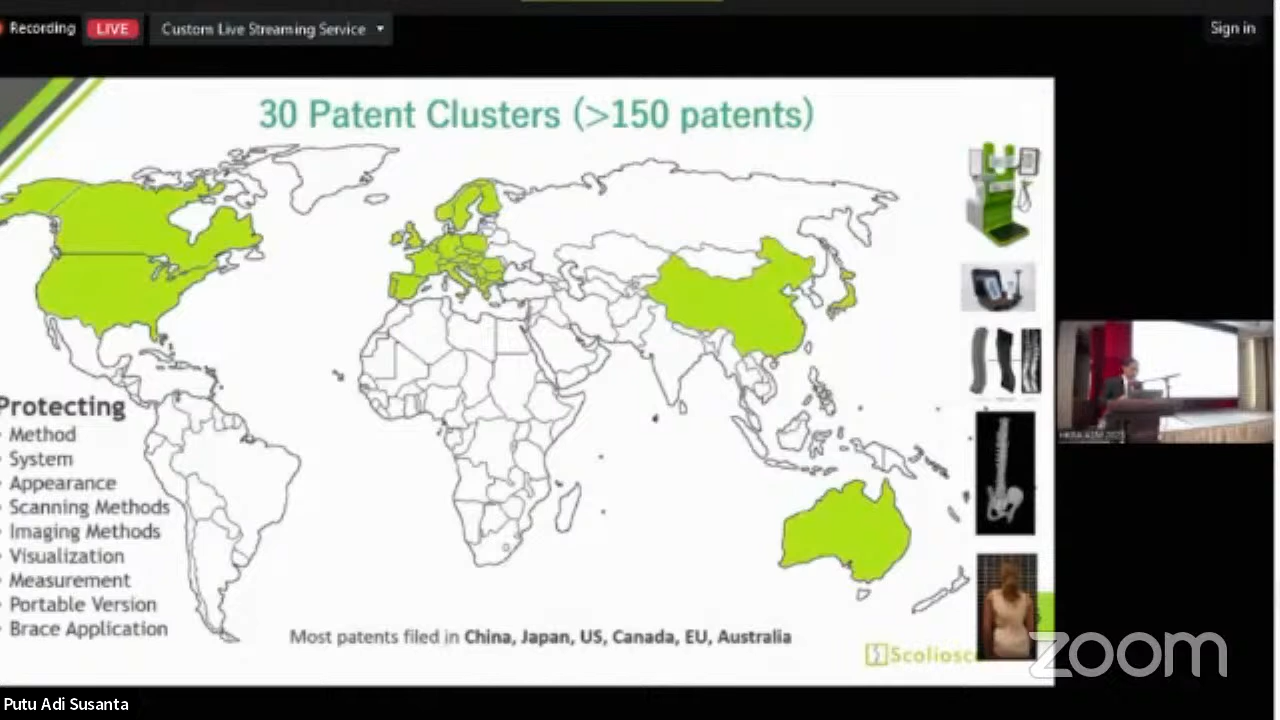 Recording
LIVE
Custom Live Streaming Service
Sign in
30 Patent Clusters (>150 patents)
Protecting
Method
System
Appearance
Scanning Methods
Imaging Methods
Visualization
Measurement
Portable Version
Brace Application
Most patents filed in China, Japan, US, Canada, EU, Australia
Scoliosc
zoom
Putu Adi Susanta